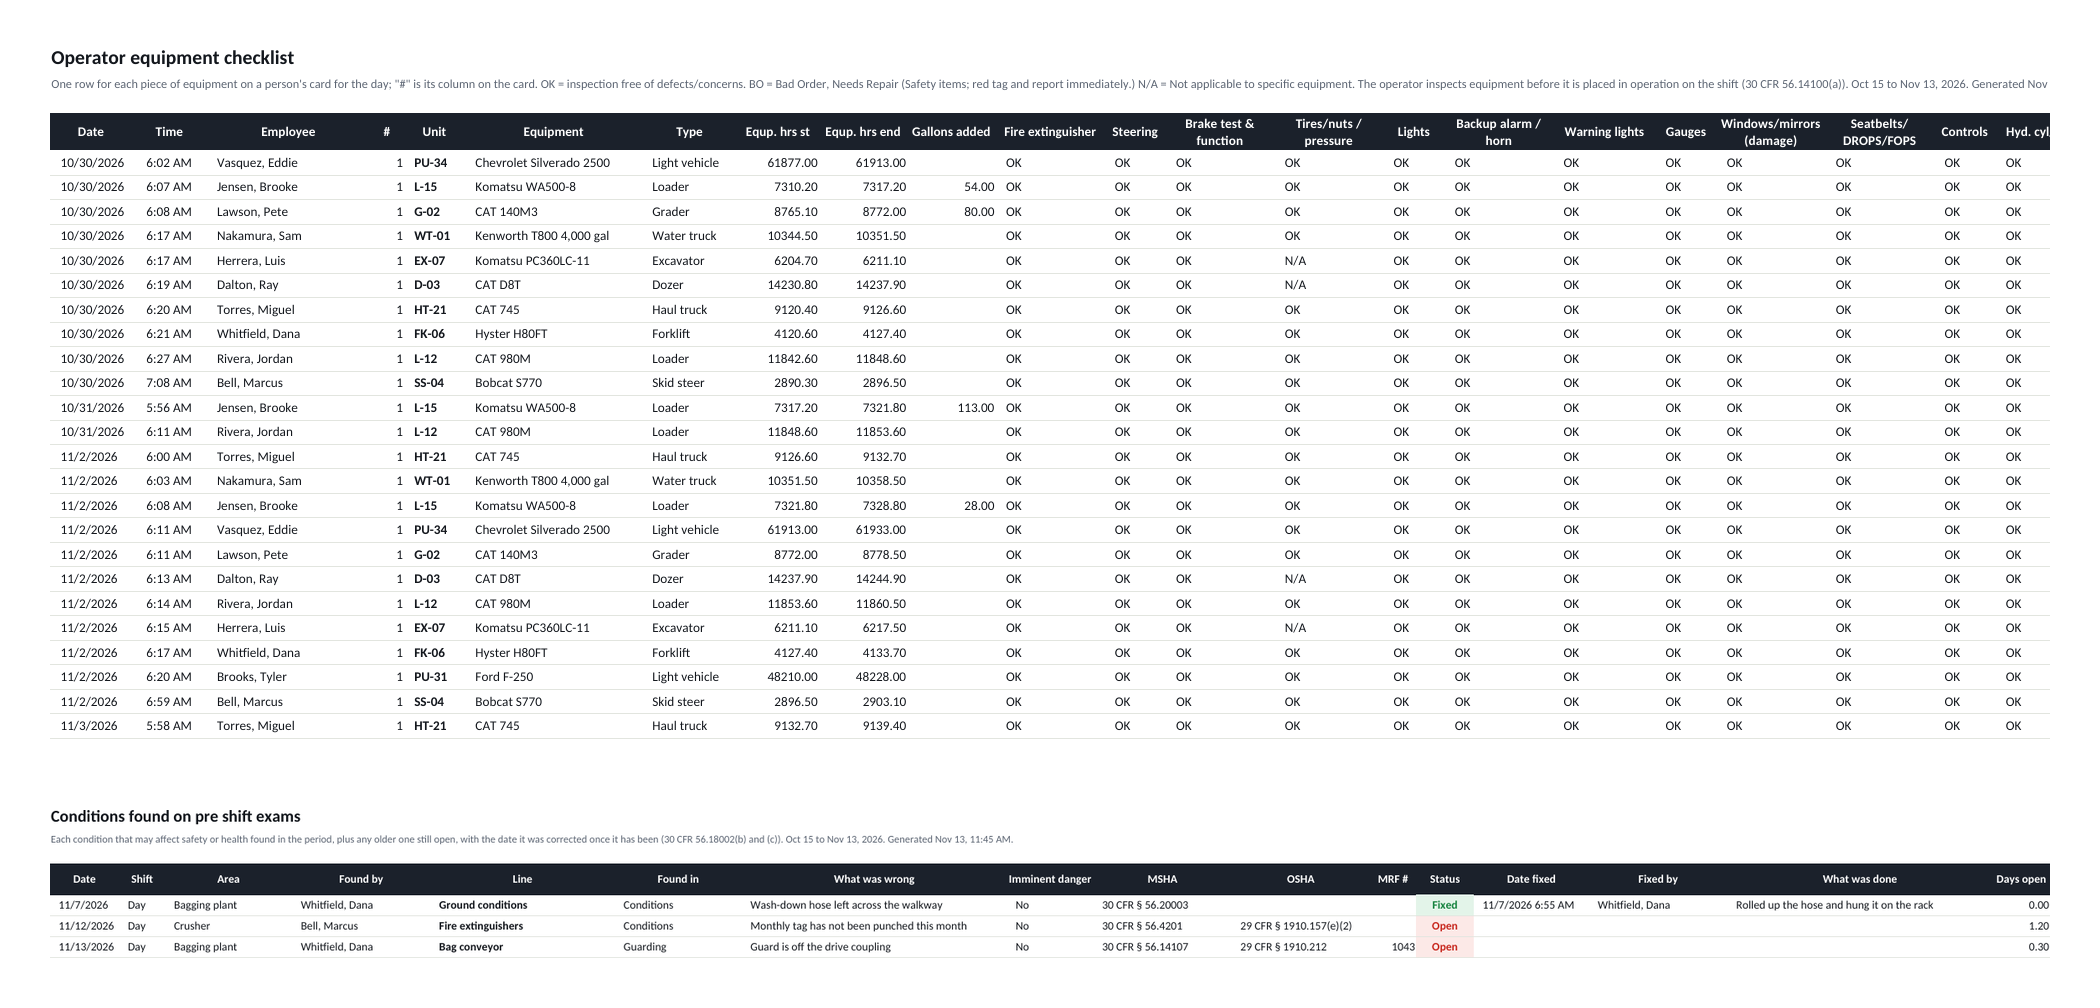 Operator equipment checklist
One row for each piece of equipment on a person's card for the day; "#" is its column on the card. OK = inspection free of defects/concerns. BO = Bad Order, Needs Repair (Safety items; red tag and report immediately.) N/A = Not applicable to specific equipment. The operator inspects equipment before it is placed in operation on the shift (30 CFR 56.14100(a)). Oct 15 to Nov 13, 2026. Generated Nov
Date Time Employee # Unit Equipment Type Equp. hrs st Equp. hrs end Gallons added Fire extinguisher Steering Brake test & function Tires/nuts / pressure Lights Backup alarm / horn Warning lights Gauges Windows/mirrors (damage) Seatbelts/ DROPS/FOPS Controls Hyd. cyl
10/30/2026 6:02 AM Vasquez, Eddie 1 PU-34 Chevrolet Silverado 2500 Light vehicle 61877.00 61913.00 OK OK OK OK OK OK OK OK OK OK OK OK
10/30/2026 6:07 AM Jensen, Brooke 1 L-15 Komatsu WA500-8 Loader 7310.20 7317.20 54.00 OK OK OK OK OK OK OK OK OK OK OK OK
10/30/2026 6:08 AM Lawson, Pete 1 G-02 CAT 140M3 Grader 8765.10 8772.00 80.00 OK OK OK OK OK OK OK OK OK OK OK OK
10/30/2026 6:17 AM Nakamura, Sam 1 WT-01 Kenworth T800 4,000 gal Water truck 10344.50 10351.50 OK OK OK OK OK OK OK OK OK OK OK OK
10/30/2026 6:17 AM Herrera, Luis 1 EX-07 Komatsu PC360LC-11 Excavator 6204.70 6211.10 OK OK OK N/A OK OK OK OK OK OK OK OK
10/30/2026 6:19 AM Dalton, Ray 1 D-03 CAT D8T Dozer 14230.80 14237.90 OK OK OK N/A OK OK OK OK OK OK OK OK
10/30/2026 6:20 AM Torres, Miguel 1 HT-21 CAT 745 Haul truck 9120.40 9126.60 OK OK OK OK OK OK OK OK OK OK OK OK
10/30/2026 6:21 AM Whitfield, Dana 1 FK-06 Hyster H80FT Forklift 4120.60 4127.40 OK OK OK OK OK OK OK OK OK OK OK OK
10/30/2026 6:27 AM Rivera, Jordan 1 L-12 CAT 980M Loader 11842.60 11848.60 OK OK OK OK OK OK OK OK OK OK OK OK
10/30/2026 7:08 AM Bell, Marcus 1 SS-04 Bobcat S770 Skid steer 2890.30 2896.50 OK OK OK OK OK OK OK OK OK OK OK OK
10/31/2026 5:56 AM Jensen, Brooke 1 L-15 Komatsu WA500-8 Loader 7317.20 7321.80 113.00 OK OK OK OK OK OK OK OK OK OK OK OK
10/31/2026 6:11 AM Rivera, Jordan 1 L-12 CAT 980M Loader 11848.60 11853.60 OK OK OK OK OK OK OK OK OK OK OK OK
11/2/2026 6:00 AM Torres, Miguel 1 HT-21 CAT 745 Haul truck 9126.60 9132.70 OK OK OK OK OK OK OK OK OK OK OK OK
11/2/2026 6:03 AM Nakamura, Sam 1 WT-01 Kenworth T800 4,000 gal Water truck 10351.50 10358.50 OK OK OK OK OK OK OK OK OK OK OK OK
11/2/2026 6:08 AM Jensen, Brooke 1 L-15 Komatsu WA500-8 Loader 7321.80 7328.80 28.00 OK OK OK OK OK OK OK OK OK OK OK OK
11/2/2026 6:11 AM Vasquez, Eddie 1 PU-34 Chevrolet Silverado 2500 Light vehicle 61913.00 61933.00 OK OK OK OK OK OK OK OK OK OK OK OK
11/2/2026 6:11 AM Lawson, Pete 1 G-02 CAT 140M3 Grader 8772.00 8778.50 OK OK OK OK OK OK OK OK OK OK OK OK
11/2/2026 6:13 AM Dalton, Ray 1 D-03 CAT D8T Dozer 14237.90 14244.90 OK OK OK N/A OK OK OK OK OK OK OK OK
11/2/2026 6:14 AM Rivera, Jordan 1 L-12 CAT 980M Loader 11853.60 11860.50 OK OK OK OK OK OK OK OK OK OK OK OK
11/2/2026 6:15 AM Herrera, Luis 1 EX-07 Komatsu PC360LC-11 Excavator 6211.10 6217.50 OK OK OK N/A OK OK OK OK OK OK OK OK
11/2/2026 6:17 AM Whitfield, Dana 1 FK-06 Hyster H80FT Forklift 4127.40 4133.70 OK OK OK OK OK OK OK OK OK OK OK OK
11/2/2026 6:20 AM Brooks, Tyler 1 PU-31 Ford F-250 Light vehicle 48210.00 48228.00 OK OK OK OK OK OK OK OK OK OK OK OK
11/2/2026 6:59 AM Bell, Marcus 1 SS-04 Bobcat S770 Skid steer 2896.50 2903.10 OK OK OK OK OK OK OK OK OK OK OK OK
11/3/2026 5:58 AM Torres, Miguel 1 HT-21 CAT 745 Haul truck 9132.70 9139.40 OK OK OK OK OK OK OK OK OK OK OK OK
Conditions found on pre shift exams
Each condition that may affect safety or health found in the period, plus any older one still open, with the date it was corrected once it has been (30 CFR 56.18002(b) and (c)). Oct 15 to Nov 13, 2026. Generated Nov 13, 11:45 AM.
Date Shift Area Found by Line Found in What was wrong Imminent danger MSHA OSHA MRF # Status Date fixed Fixed by What was done Days open
11/7/2026 Day Bagging plant Whitfield, Dana Ground conditions Conditions Wash-down hose left across the walkway No 30 CFR § 56.20003 Fixed 11/7/2026 6:55 AM Whitfield, Dana Rolled up the hose and hung it on the rack 0.00
11/12/2026 Day Crusher Bell, Marcus Fire extinguishers Conditions Monthly tag has not been punched this month No 30 CFR § 56.4201 29 CFR § 1910.157(e)(2) Open 1.20
11/13/2026 Day Bagging plant Whitfield, Dana Bag conveyor Guarding Guard is off the drive coupling No 30 CFR § 56.14107 29 CFR § 1910.212 1043 Open 0.30